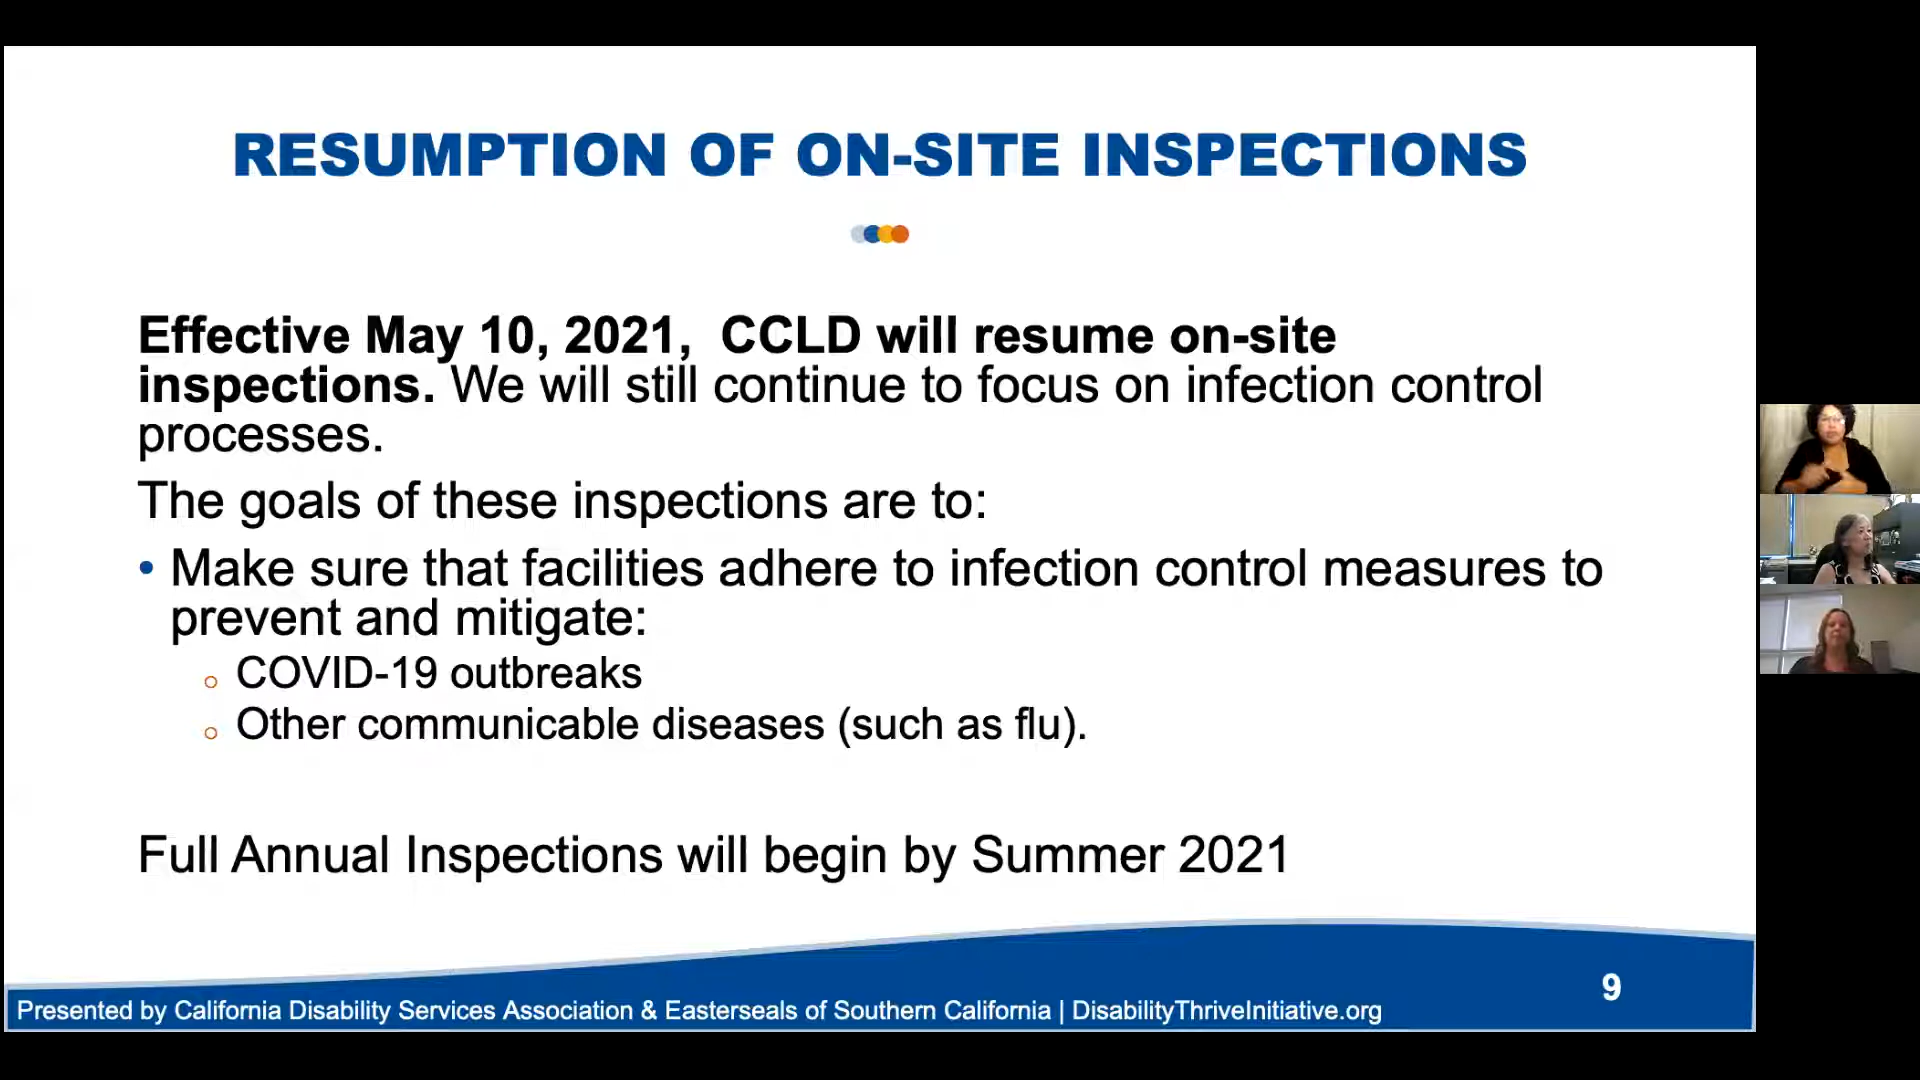 RESUMPTION OF ON-SITE INSPECTIONS
Effective May 10, 2021,  CCLD will resume on-site
inspections. We will still continue to focus on infection control
processes.
The goals of these inspections are to:
• Make sure that facilities adhere to infection control measures to
prevent and mitigate:
○ COVID-19 outbreaks
○ Other communicable diseases (such as flu).
Full Annual Inspections will begin by Summer 2021
9
Presented by California Disability Services Association & Easterseals of Southern California | DisabilityThriveInitiative.org